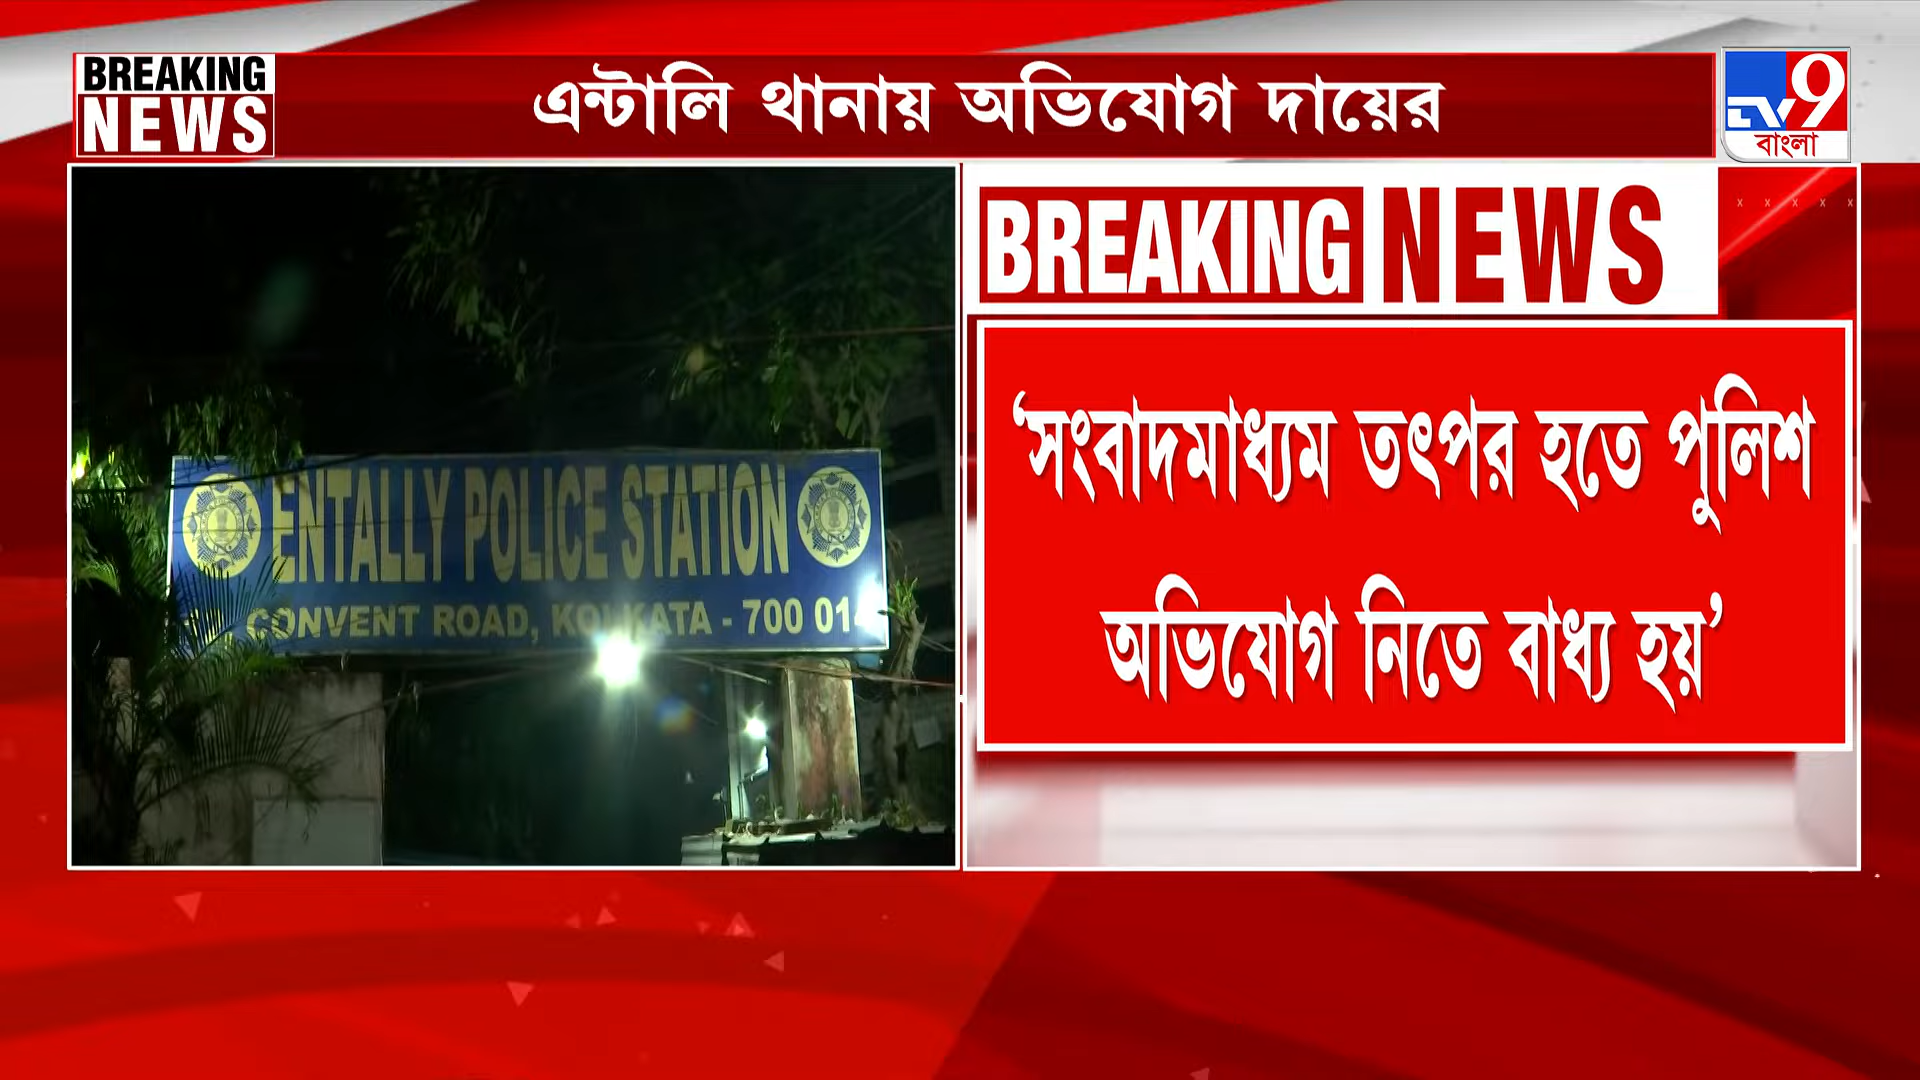 BREAKING
NEWS
এন্টালি থানায় অভিযোগ দায়ের
TV9
বাংলা
BREAKING NEWS
‘সংবাদমাধ্যম তৎপর হতে পুলিশ
অভিযোগ নিতে বাধ্য হয়’
ENTALLY POLICE STATION
CONVENT ROAD, KOLKATA - 700 014